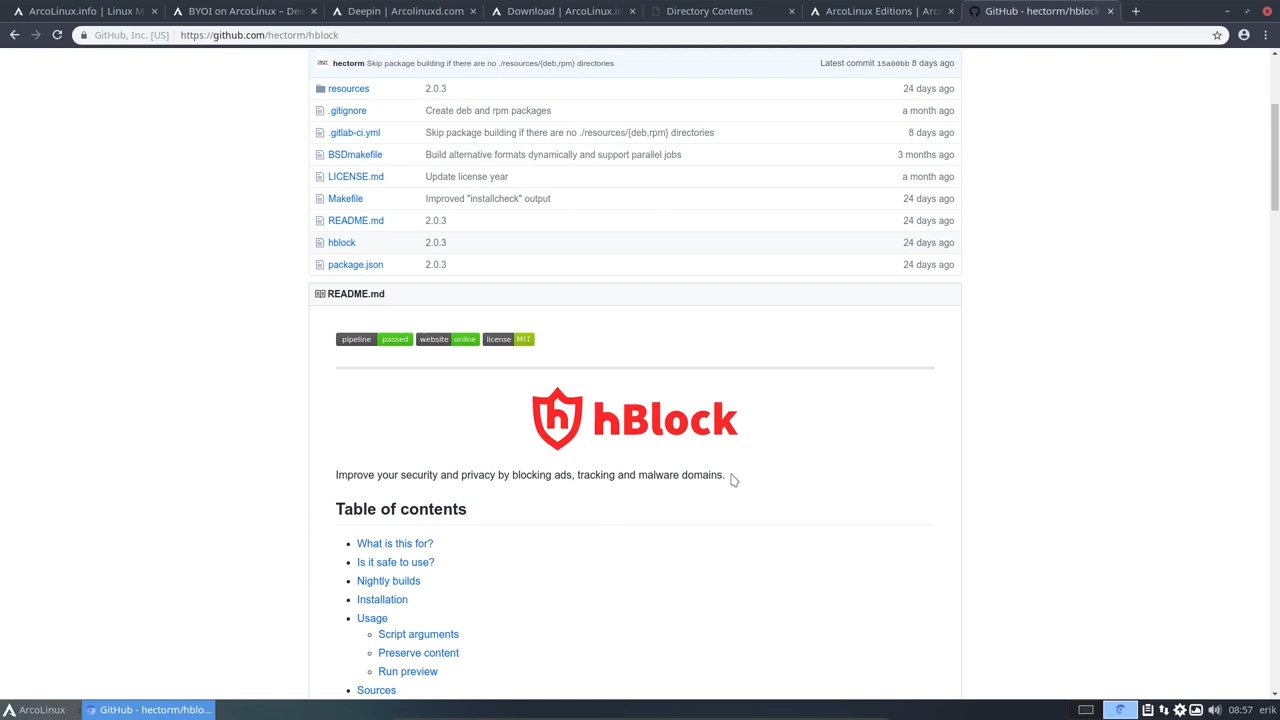 ArcoLinux.info | Linux M
BYOI on ArcoLinux – Dee
Deepin | Arcolinuxd.com
Download | ArcoLinux.in
Directory Contents
ArcoLinux Editions | Arc
GitHub - hectorm/hblock
GitHub, Inc. [US]
https://github.com/hectorm/hblock
hectorm Skip package building if there are no ./resources/{deb,rpm} directories
Latest commit 15a00bb 8 days ago
resources 2.0.3 24 days ago
.gitignore Create deb and rpm packages a month ago
.gitlab-ci.yml Skip package building if there are no ./resources/{deb,rpm} directories 8 days ago
BSDmakefile Build alternative formats dynamically and support parallel jobs 3 months ago
LICENSE.md Update license year a month ago
Makefile Improved "installcheck" output 24 days ago
README.md 2.0.3 24 days ago
hblock 2.0.3 24 days ago
package.json 2.0.3 24 days ago
README.md
pipeline passed website online license MIT
h hBlock
Improve your security and privacy by blocking ads, tracking and malware domains.
Table of contents
What is this for?
Is it safe to use?
Nightly builds
Installation
Usage
Script arguments
Preserve content
Run preview
Sources
ArcoLinux
GitHub - hectorm/hblo...
08:57 erik